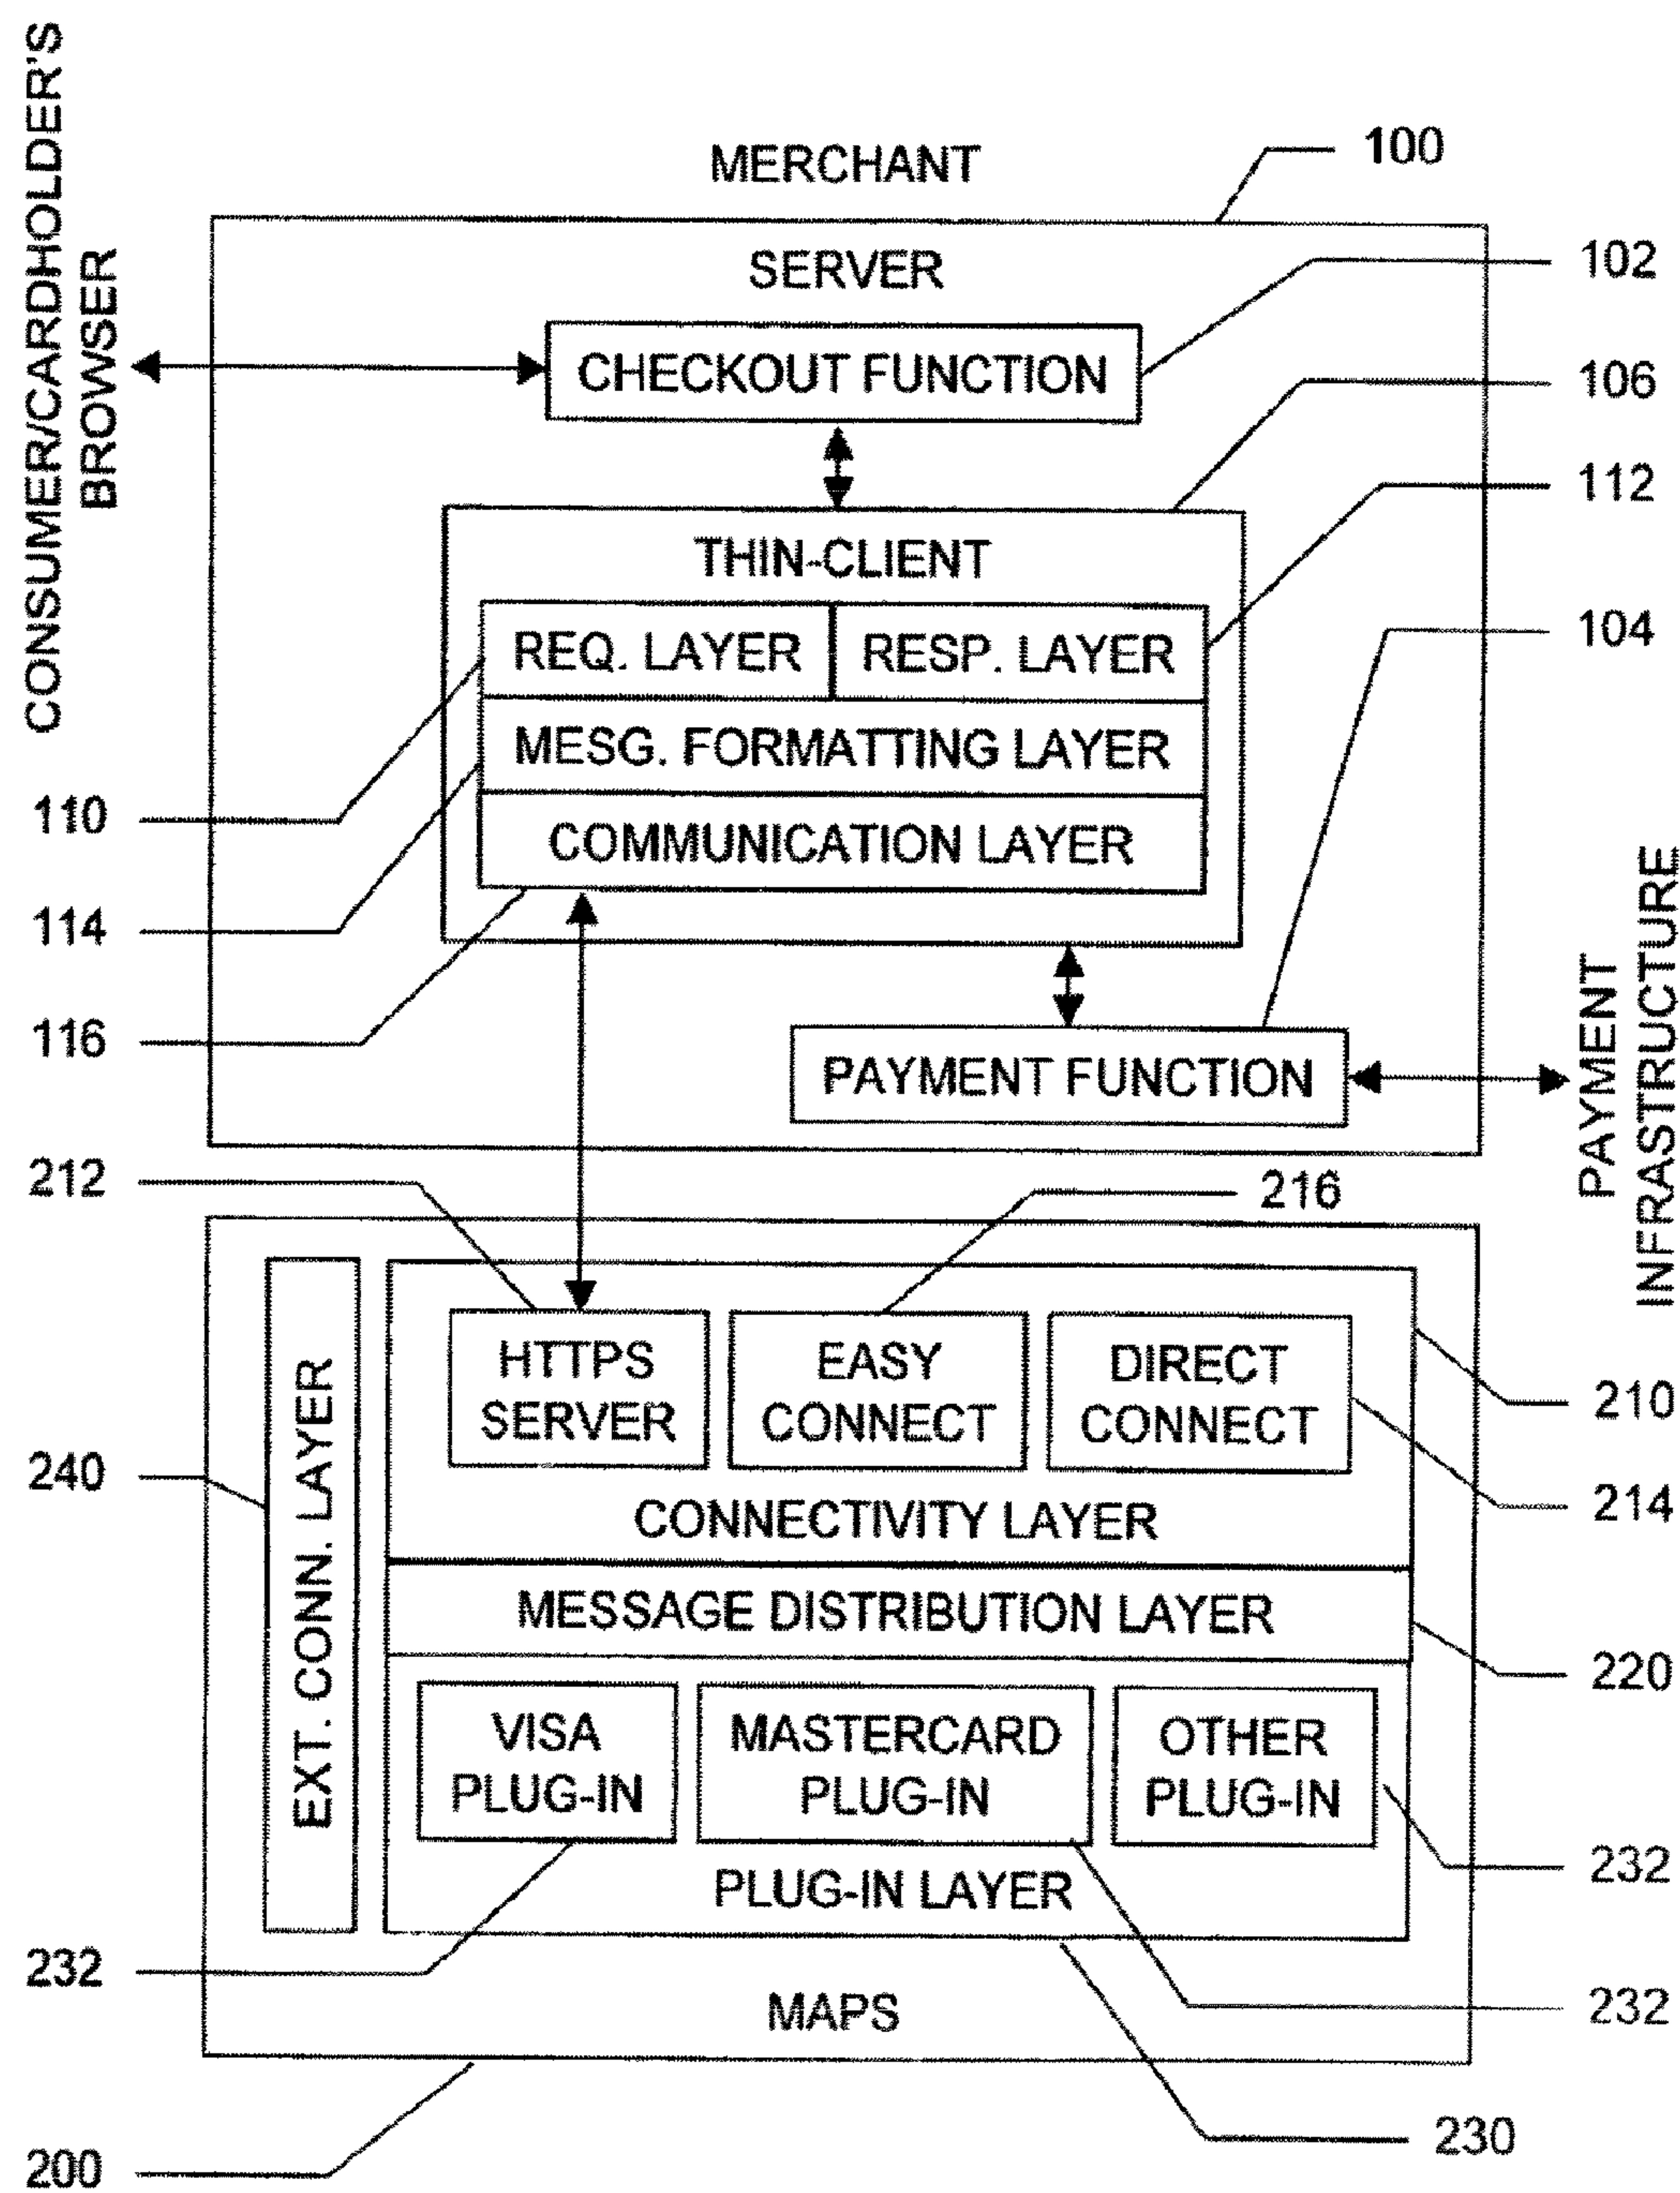 CONSUMER/CARDHOLDER'S
BROWSER
MERCHANT
100
SERVER
102
CHECKOUT FUNCTION
106
112
THIN-CLIENT
REQ. LAYER
RESP. LAYER
104
MESG. FORMATTING LAYER
110
COMMUNICATION LAYER
114
116
PAYMENT FUNCTION
PAYMENT
INFRASTRUCTURE
212
216
HTTPS
SERVER
EASY
CONNECT
DIRECT
CONNECT
210
240
214
CONNECTIVITY LAYER
EXT. CONN. LAYER
MESSAGE DISTRIBUTION LAYER
220
VISA
PLUG-IN
MASTERCARD
PLUG-IN
OTHER
PLUG-IN
232
PLUG-IN LAYER
232
232
MAPS
230
200